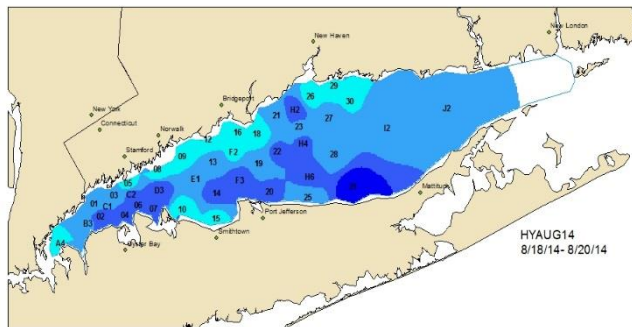 New London
New Haven
29
26
30
J2
H2
21
Bridgeport
27
23
I2
New York
Connecticut
16
18
Norwalk
12
F2
H4
22
28
Stamford
09
13
19
08
E1
F3
H6
05
03
C2
D3
14
20
25
Mattituck
01
C1
06
07
10
02
04
15
Port Jefferson
B3
Smithtown
A4
Oyster Bay
HYAUG14
8/18/14- 8/20/14